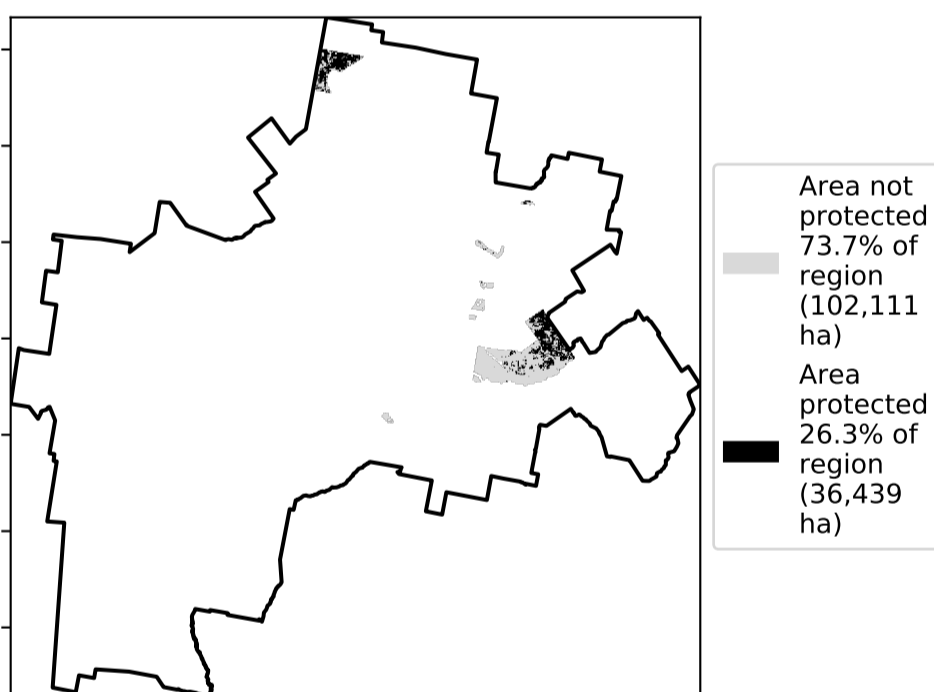 Area not
protected
73.7% of
region
(102,111
ha)
Area
protected
26.3% of
region
(36,439
ha)